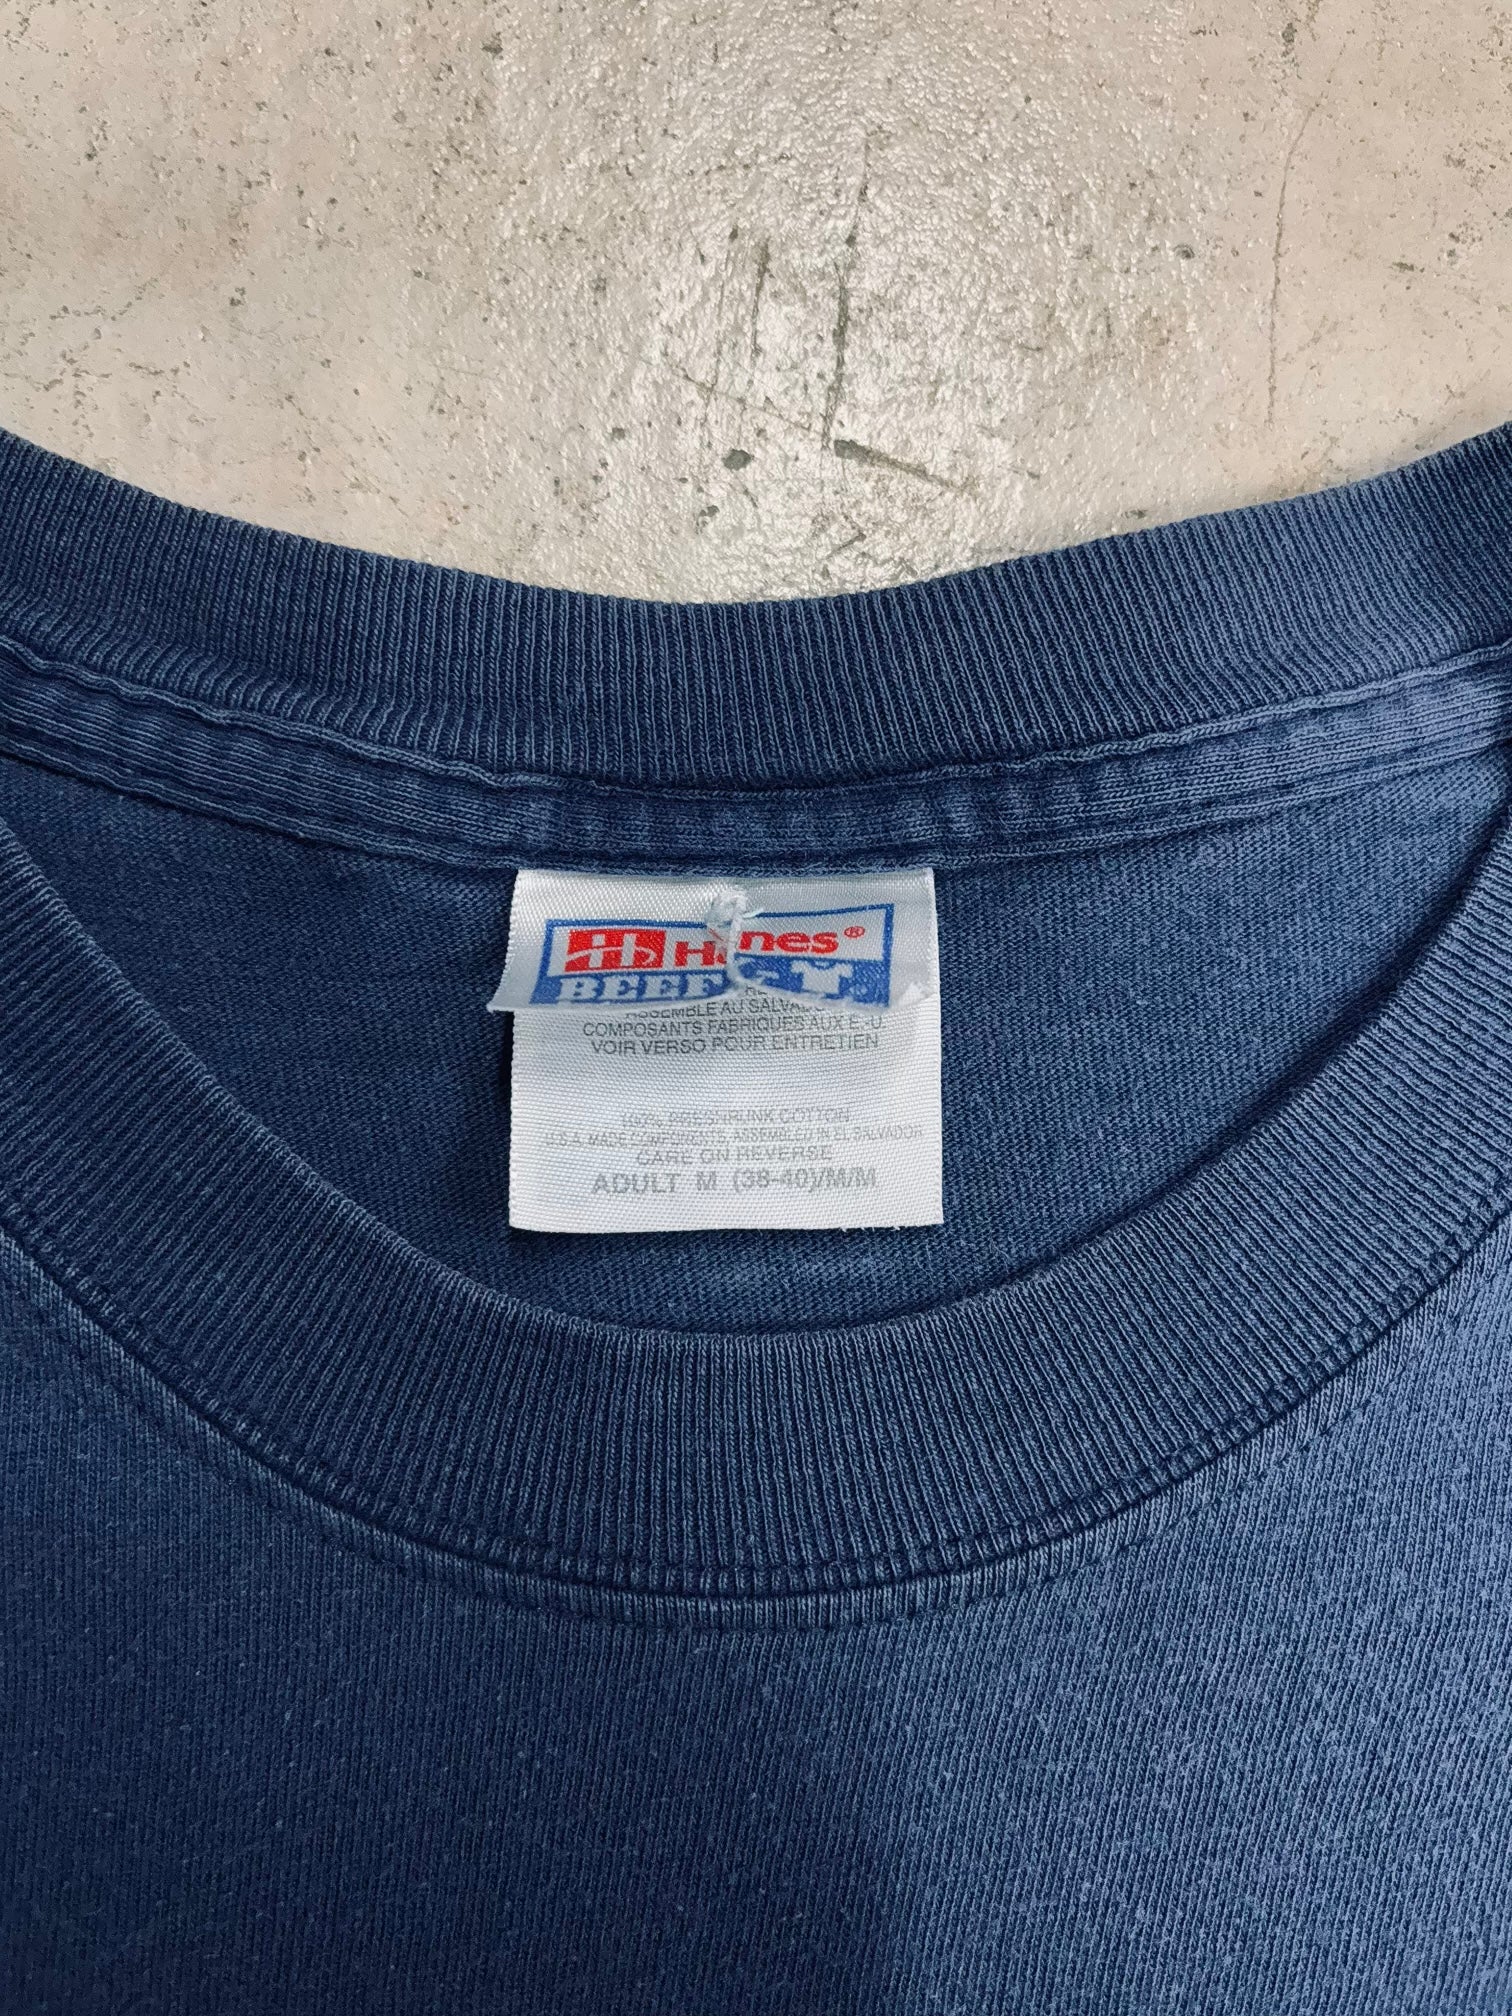 Hanes®
BEEFY-T.
ASSEMBLE AU SALVADOR
COMPOSANTS FABRIQUES AUX E.-U.
VOIR VERSO POUR ENTRETIEN
100% PRESHRUNK COTTON
U.S.A. MADE COMPONENTS, ASSEMBLED IN EL SALVADOR
CARE ON REVERSE
ADULT M (38-40)/M/M